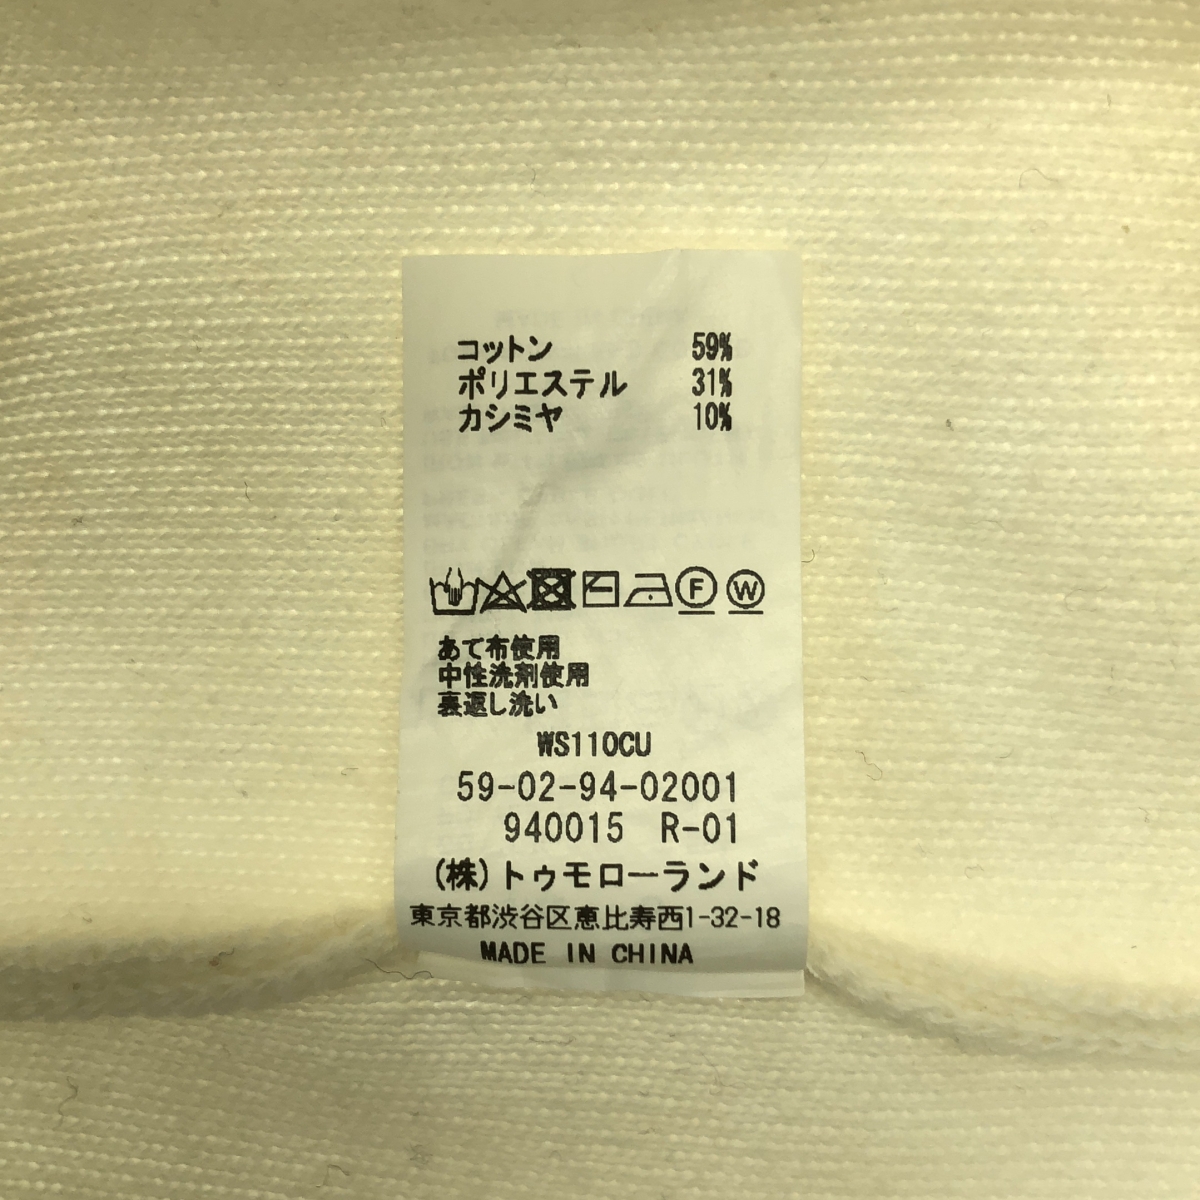 コットン 59%
ポリエステル 31%
カシミヤ 10%
F W
あて布使用
中性洗剤使用
裏返し洗い
WS110CU
59-02-94-02001
940015 R-01
(株)トゥモローランド
東京都渋谷区恵比寿西1-32-18
MADE IN CHINA